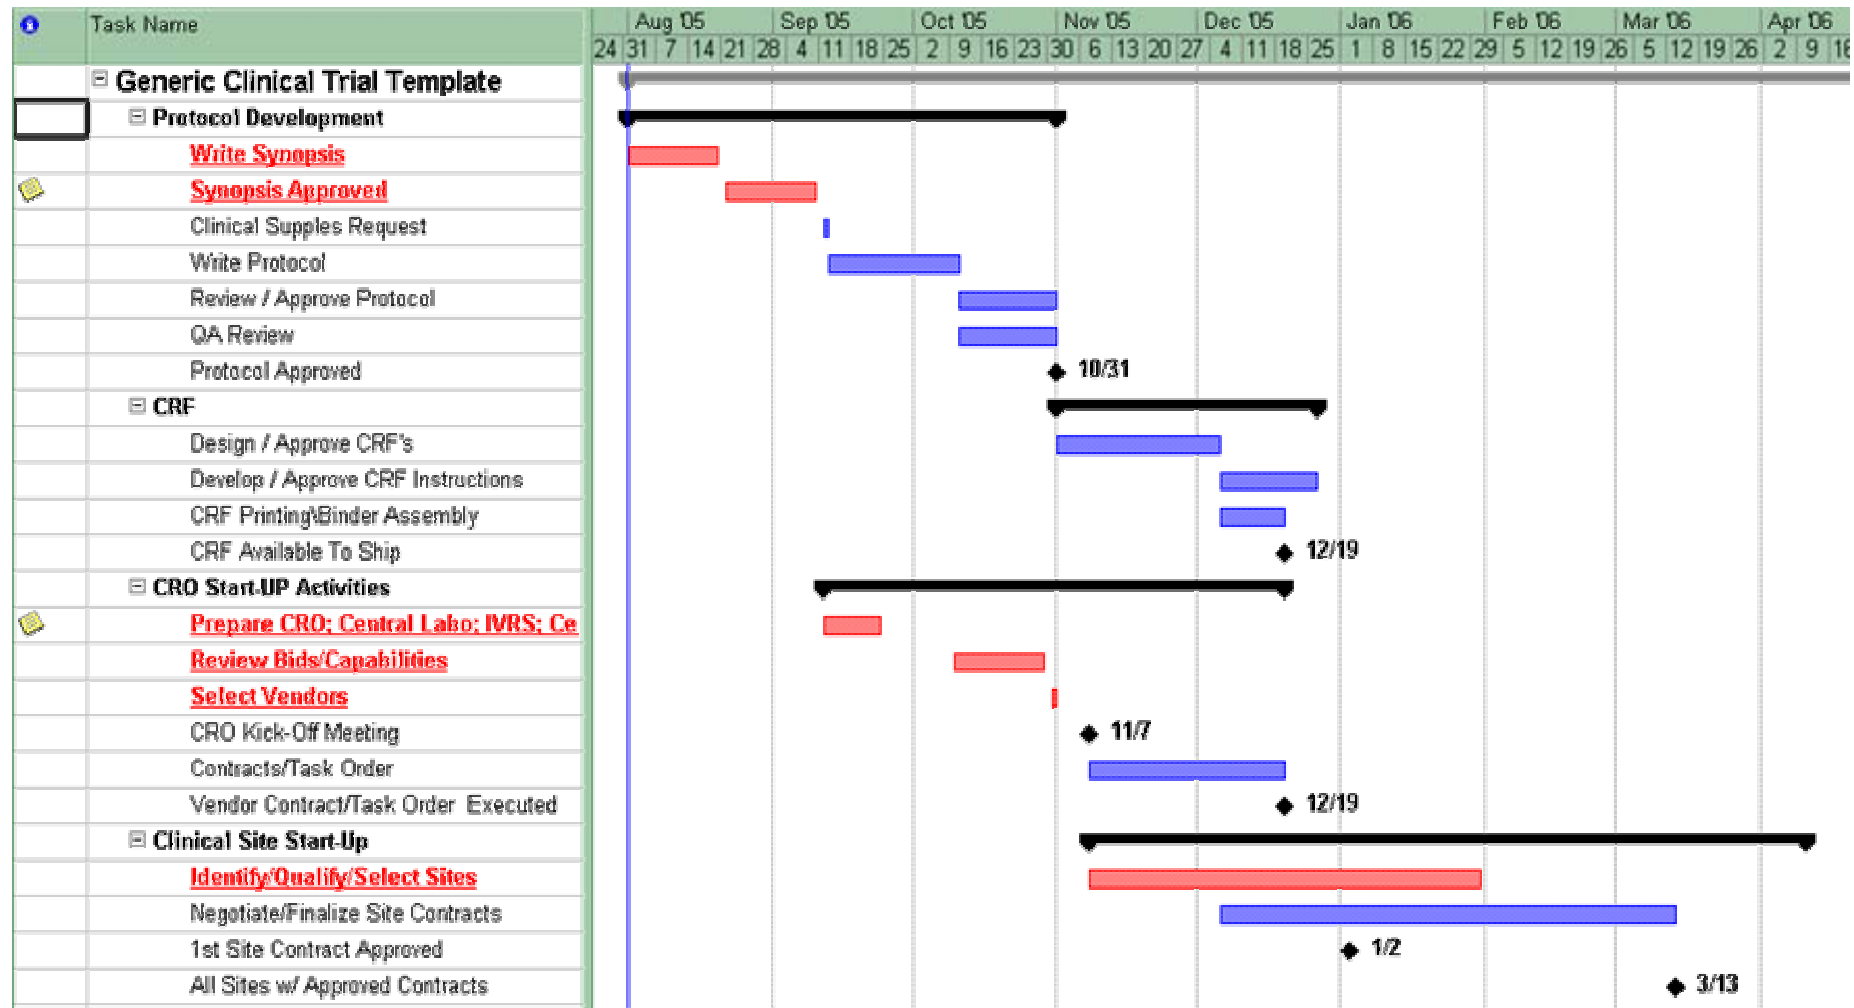 Task Name
Aug '05 Sep '05 Oct '05 Nov '05 Dec '05 Jan '06 Feb '06 Mar '06 Apr '06
24 31 7 14 21 28 4 11 18 25 2 9 16 23 30 6 13 20 27 4 11 18 25 1 8 15 22 29 5 12 19 26 5 12 19 26 2 9 16
Generic Clinical Trial Template
Protocol Development
Write Synopsis
Synopsis Approved
Clinical Supples Request
Write Protocol
Review / Approve Protocol
QA Review
Protocol Approved 10/31
CRF
Design / Approve CRF's
Develop / Approve CRF Instructions
CRF Printing\Binder Assembly
CRF Available To Ship 12/19
CRO Start-UP Activities
Prepare CRO; Central Labo; IVRS; Ce
Review Bids/Capabilities
Select Vendors
CRO Kick-Off Meeting 11/7
Contracts/Task Order
Vendor Contract/Task Order Executed 12/19
Clinical Site Start-Up
Identify/Qualify/Select Sites
Negotiate/Finalize Site Contracts
1st Site Contract Approved 1/2
All Sites w/ Approved Contracts 3/13